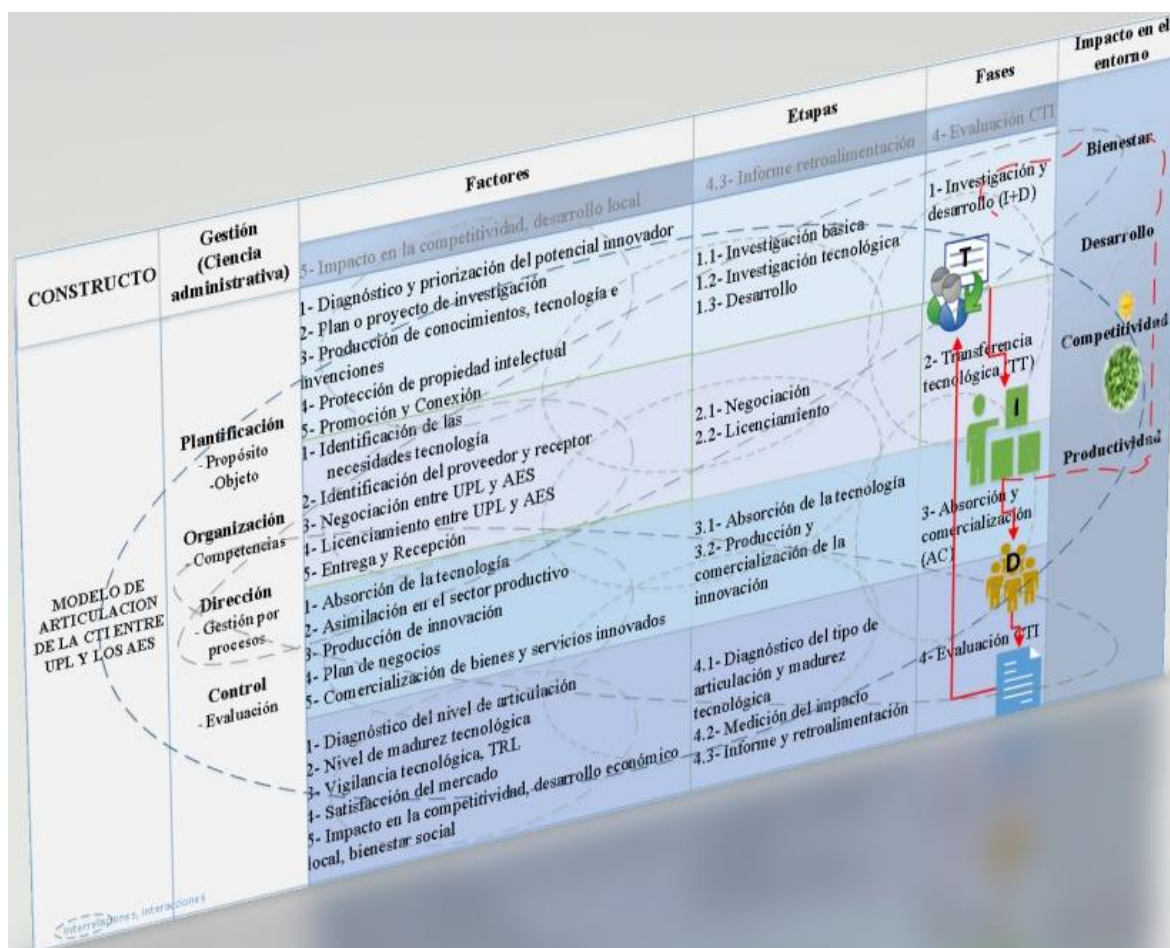 CONSTRUCTO
Gestión
(Ciencia
administrativa)
Factores
Etapas
Fases
Impacto en el
entorno
MODELO DE
ARTICULACION
DE LA CTI ENTRE
UPL Y LOS AES
Plantificación
- Propósito
-Objeto
Organización
-Competencias
Dirección
- Gestión por
procesos
Control
- Evaluación
5- Impacto en la competitividad, desarrollo local
1- Diagnóstico y priorización del potencial innovador
2- Plan o proyecto de investigación
3- Producción de conocimientos, tecnología e
invenciones
4- Protección de propiedad intelectual
5- Promoción y Conexión
1- Identificación de las
necesidades tecnología
2- Identificación del proveedor y receptor
3- Negociación entre UPL y AES
4- Licenciamiento entre UPL y AES
5- Entrega y Recepción
1- Absorción de la tecnología
2- Asimilación en el sector productivo
3- Producción de innovación
4- Plan de negocios
5- Comercialización de bienes y servicios innovados
1- Diagnóstico del nivel de articulación
2- Nivel de madurez tecnológica
3- Vigilancia tecnológica, TRL
4- Satisfacción del mercado
5- Impacto en la competitividad, desarrollo económico
local, bienestar social
4.3- Informe retroalimentación
1.1- Investigación básica
1.2- Investigación tecnológica
1.3- Desarrollo
2.1- Negociación
2.2- Licenciamiento
3.1- Absorción de la tecnología
3.2- Producción y
comercialización de la
innovación
4.1- Diagnóstico del tipo de
articulación y madurez
tecnológica
4.2- Medición del impacto
4.3- Informe y retroalimentación
4- Evaluación CTI
1- Investigación y
desarrollo (I+D)
T
2- Transferencia
tecnológica (TT)
I
3- Absorción y
comercialización
(AC)
D
4- Evaluación CTI
Bienestar
Desarrollo
Competitividad
Productividad
Interrelaciones, interacciones